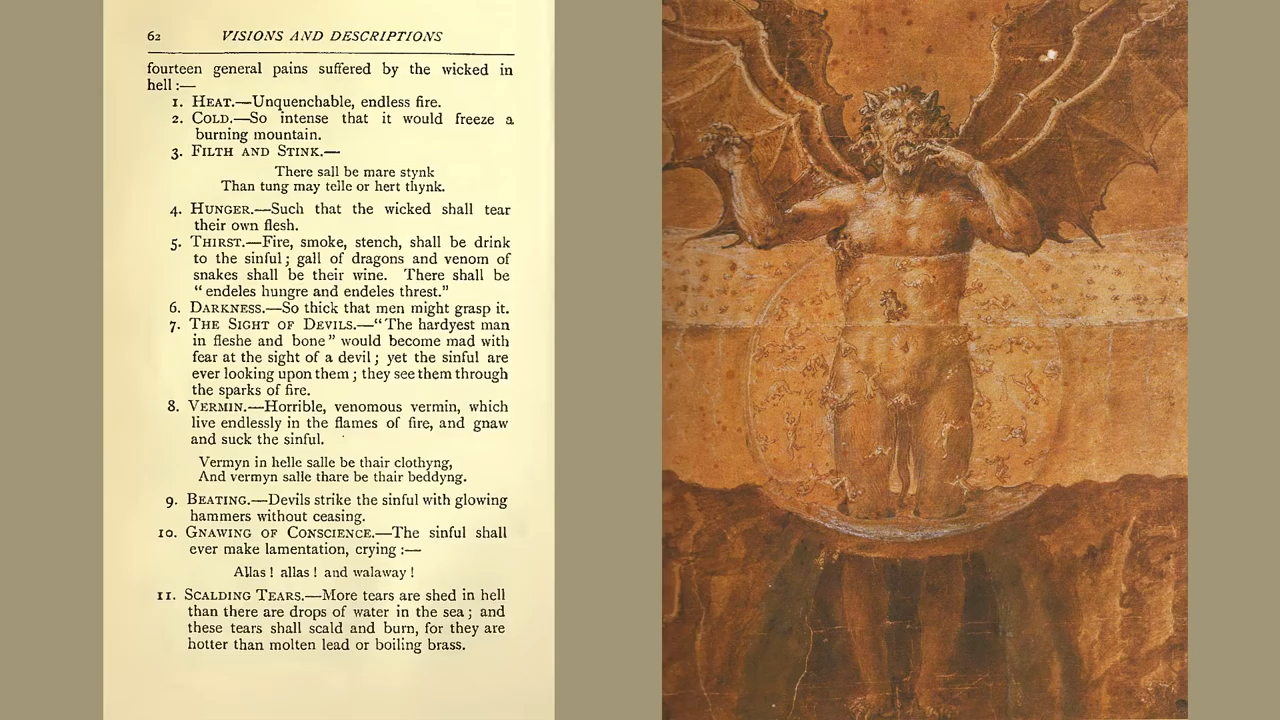 62 VISIONS AND DESCRIPTIONS
fourteen general pains suffered by the wicked in
hell :—
1. HEAT.—Unquenchable, endless fire.
2. COLD.—So intense that it would freeze a
burning mountain.
3. FILTH AND STINK.—
There sall be mare stynk
Than tung may telle or hert thynk.
4. HUNGER.—Such that the wicked shall tear
their own flesh.
5. THIRST.—Fire, smoke, stench, shall be drink
to the sinful ; gall of dragons and venom of
snakes shall be their wine. There shall be
“ endeles hungre and endeles threst.”
6. DARKNESS.—So thick that men might grasp it.
7. THE SIGHT OF DEVILS.—“ The hardyest man
in fleshe and bone ” would become mad with
fear at the sight of a devil ; yet the sinful are
ever looking upon them ; they see them through
the sparks of fire.
8. VERMIN.—Horrible, venomous vermin, which
live endlessly in the flames of fire, and gnaw
and suck the sinful.
Vermyn in helle salle be thair clothyng,
And vermyn salle thare be thair beddyng.
9. BEATING.—Devils strike the sinful with glowing
hammers without ceasing.
10. GNAWING OF CONSCIENCE.—The sinful shall
ever make lamentation, crying :—
Allas ! allas ! and walaway !
11. SCALDING TEARS.—More tears are shed in hell
than there are drops of water in the sea ; and
these tears shall scald and burn, for they are
hotter than molten lead or boiling brass.